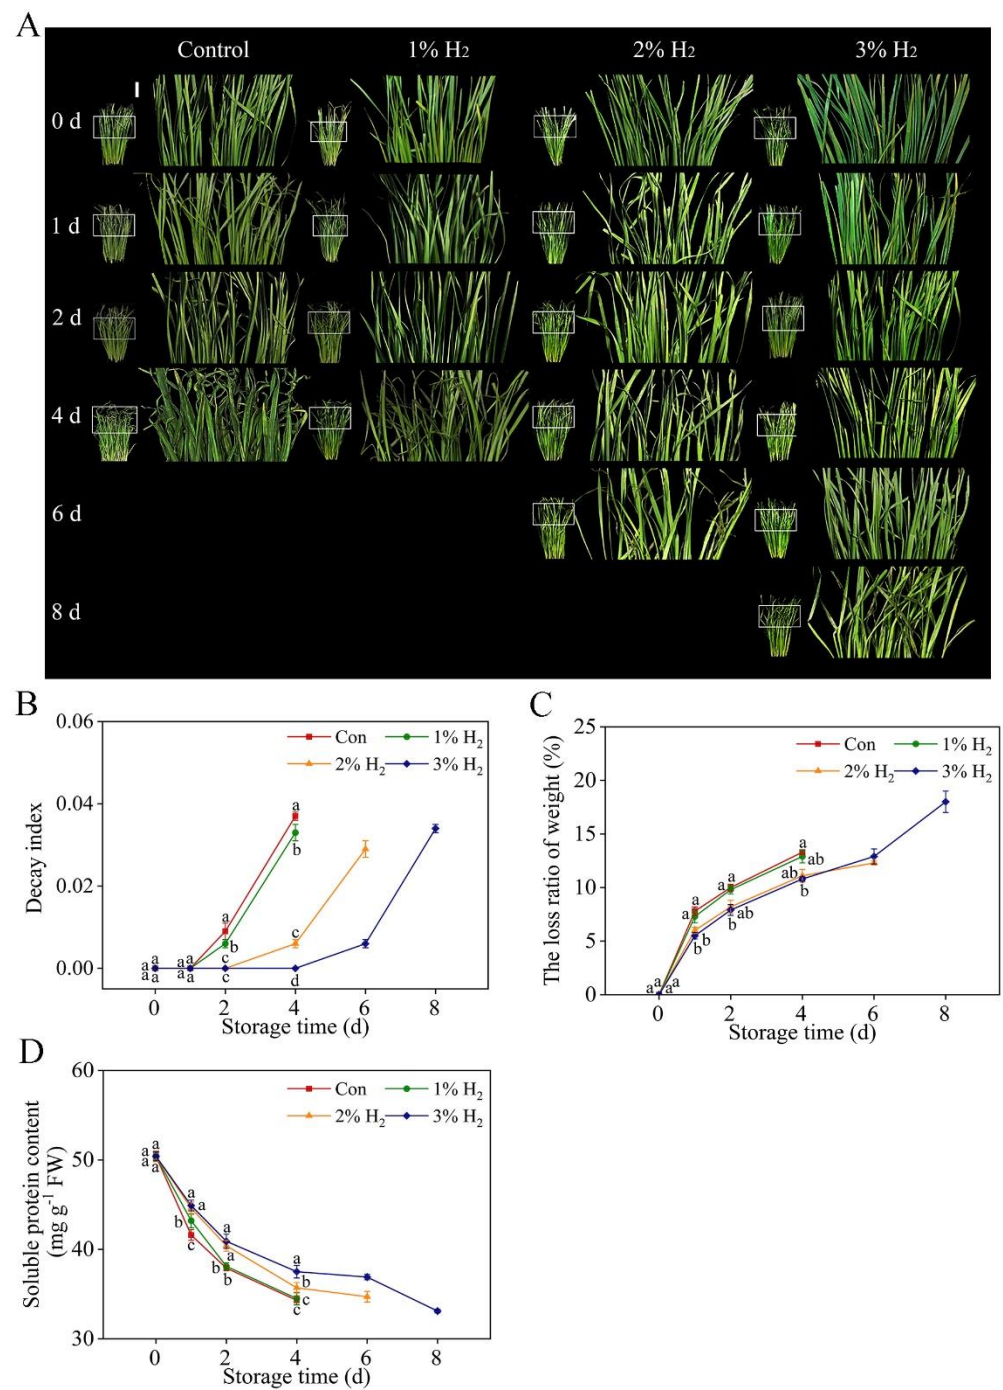 A
Control 1% H2 2% H2 3% H2
0 d
1 d
2 d
4 d
6 d
8 d
B
0.06
0.04
0.02
0.00
Decay index
Con 1% H2
2% H2 3% H2
a
b
a
b
c
c
c
d
a a
a a
a a
a a
0 2 4 6 8
Storage time (d)
C
25
20
15
10
5
0
The loss ratio of weight (%)
Con 1% H2
2% H2 3% H2
a
ab
ab
b
a
a
ab
b
a
a
b
b
a a a a
0 2 4 6 8
Storage time (d)
D
60
50
40
30
Soluble protein content
(mg g-1 FW)
Con 1% H2
2% H2 3% H2
a
a
a
a
a
a
b
c
a
a
b
b
a
b
c
c
0 2 4 6 8
Storage time (d)